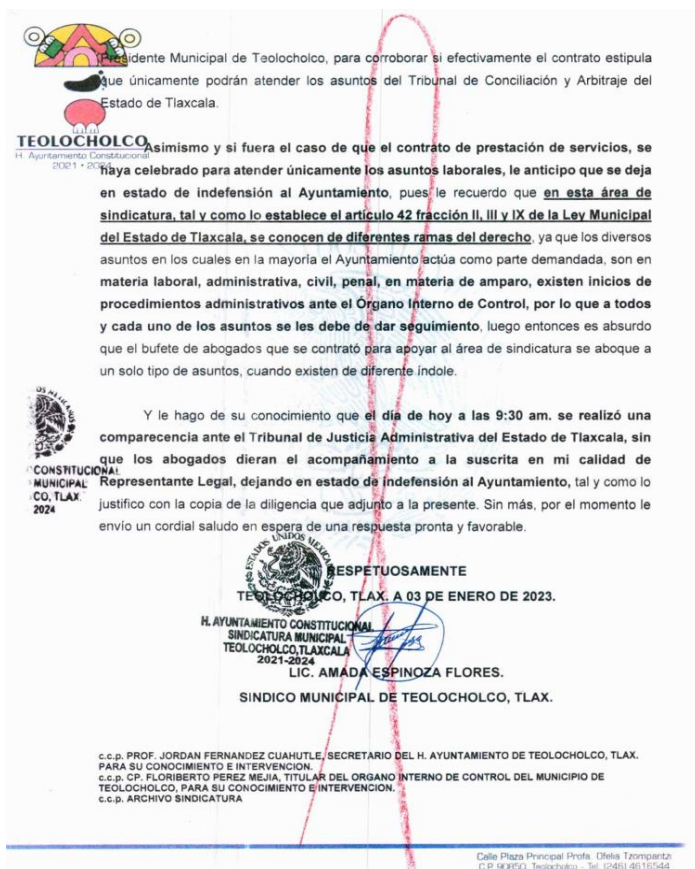 Presidente Municipal de Teolocholco, para corroborar si efectivamente el contrato estipula
que únicamente podrán atender los asuntos del Tribunal de Conciliación y Arbitraje del
Estado de Tlaxcala.
TEOLOCHOLCO
H. Ayuntamiento Constitucional
2021 • 2024
Asimismo y si fuera el caso de que el contrato de prestación de servicios, se
haya celebrado para atender únicamente los asuntos laborales, le anticipo que se deja
en estado de indefensión al Ayuntamiento, pues le recuerdo que en esta área de
sindicatura, tal y como lo establece el artículo 42 fracción II, III y IX de la Ley Municipal
del Estado de Tlaxcala, se conocen de diferentes ramas del derecho, ya que los diversos
asuntos en los cuales en la mayoría el Ayuntamiento actúa como parte demandada, son en
materia laboral, administrativa, civil, penal, en materia de amparo, existen inicios de
procedimientos administrativos ante el Órgano Interno de Control, por lo que a todos
y cada uno de los asuntos se les debe de dar seguimiento, luego entonces es absurdo
que el bufete de abogados que se contrató para apoyar al área de sindicatura se aboque a
un solo tipo de asuntos, cuando existen de diferente índole.
Y le hago de su conocimiento que el día de hoy a las 9:30 am. se realizó una
comparecencia ante el Tribunal de Justicia Administrativa del Estado de Tlaxcala, sin
que los abogados dieran el acompañamiento a la suscrita en mi calidad de
Representante Legal, dejando en estado de indefensión al Ayuntamiento, tal y como lo
justifico con la copia de la diligencia que adjunto a la presente. Sin más, por el momento le
envío un cordial saludo en espera de una respuesta pronta y favorable.
CONSTITUCIONAL
MUNICIPAL
CO, TLAX.
2024
ESTADOS UNIDOS MEXICANOS
RESPETUOSAMENTE
TEOLOCHOLCO, TLAX. A 03 DE ENERO DE 2023.
H. AYUNTAMIENTO CONSTITUCIONAL
SINDICATURA MUNICIPAL
TEOLOCHOLCO, TLAXCALA
2021-2024
LIC. AMADA ESPINOZA FLORES.
SINDICO MUNICIPAL DE TEOLOCHOLCO, TLAX.
c.c.p. PROF. JORDAN FERNANDEZ CUAHUTLE, SECRETARIO DEL H. AYUNTAMIENTO DE TEOLOCHOLCO, TLAX.
PARA SU CONOCIMIENTO E INTERVENCION.
c.c.p. CP. FLORIBERTO PEREZ MEJIA, TITULAR DEL ORGANO INTERNO DE CONTROL DEL MUNICIPIO DE
TEOLOCHOLCO, PARA SU CONOCIMIENTO E INTERVENCION.
c.c.p. ARCHIVO SINDICATURA
Calle Plaza Principal Profa. Ofelia Tzompantzi
C.P. 90850, Teolocholco - Tel. (246) 4616544